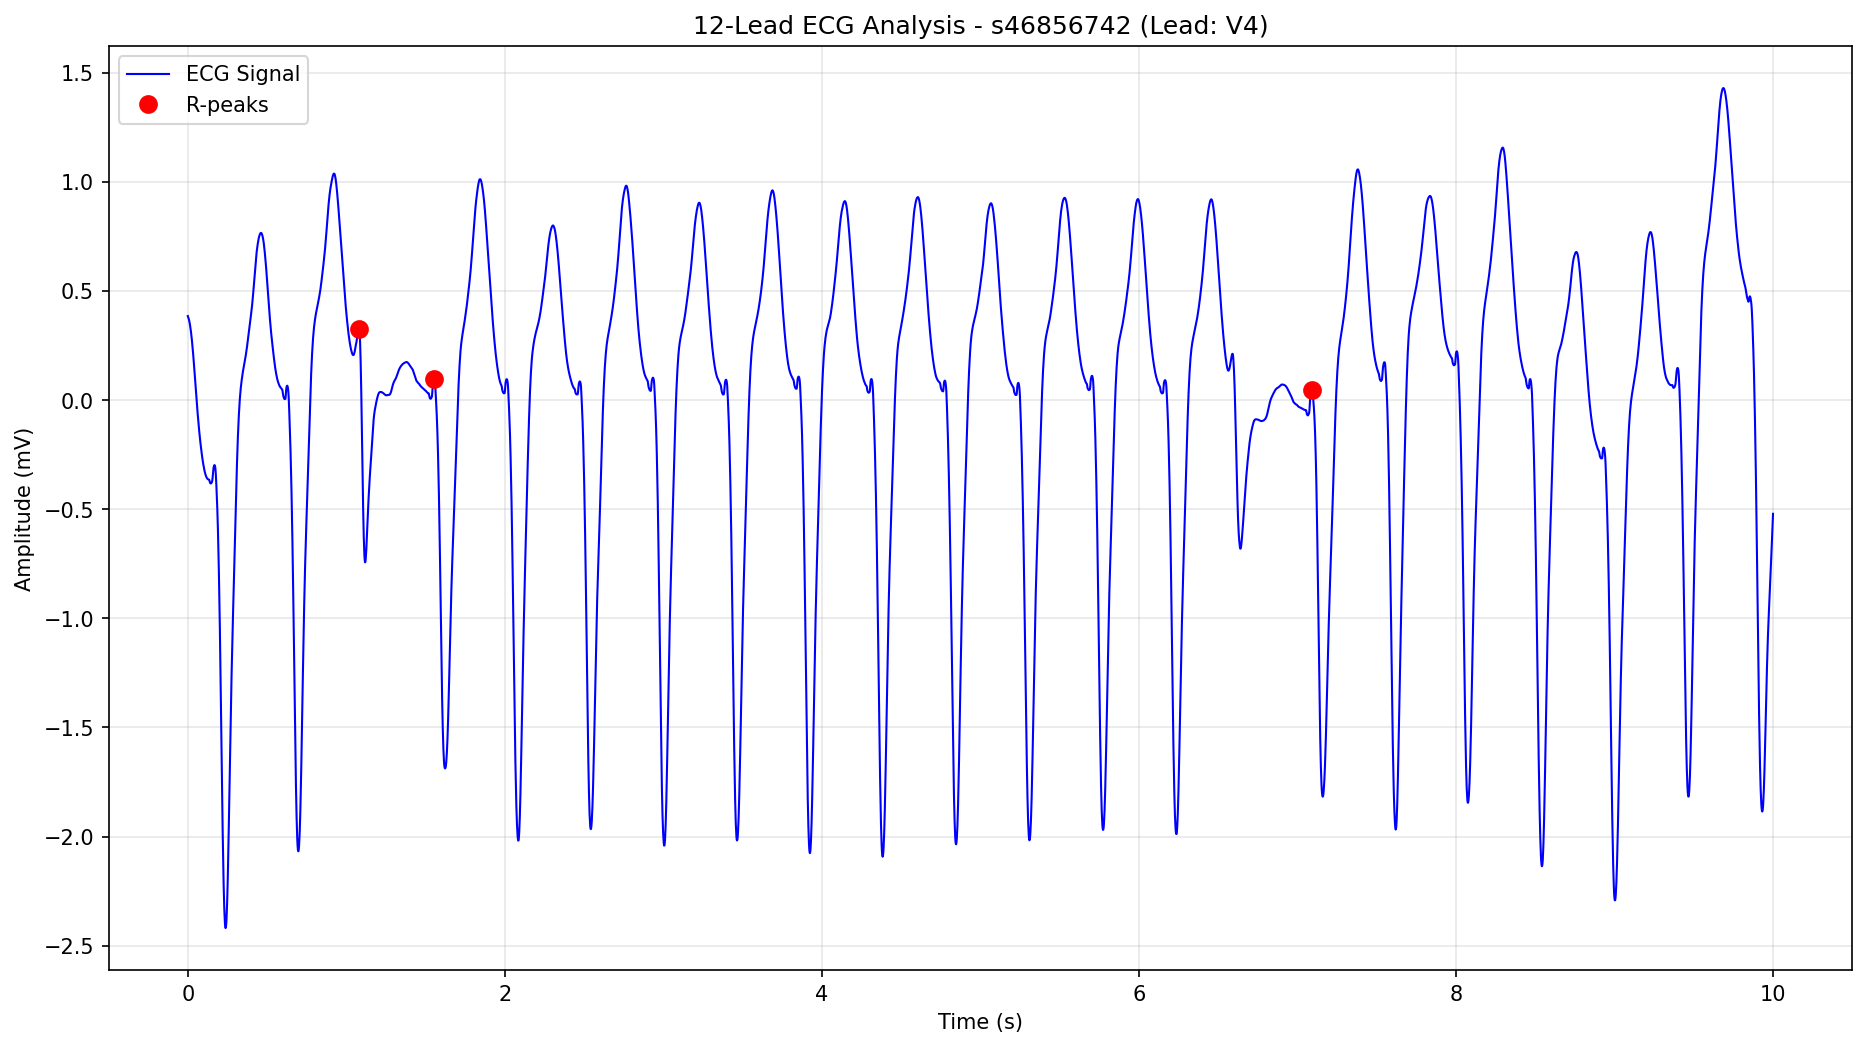 12-Lead ECG Analysis - s46856742 (Lead: V4)
ECG Signal
R-peaks
1.5
1.0
0.5
0.0
−0.5
−1.0
−1.5
−2.0
−2.5
Amplitude (mV)
0 2 4 6 8 10
Time (s)